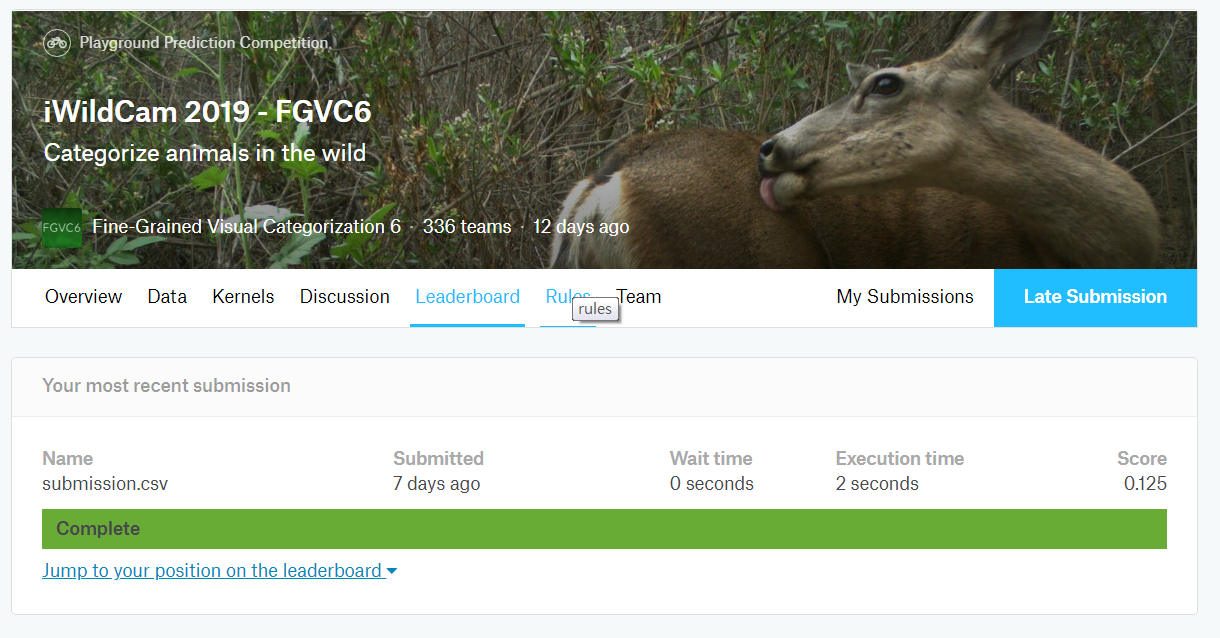 Playground Prediction Competition
iWildCam 2019 - FGVC6
Categorize animals in the wild
FGVC6
Fine-Grained Visual Categorization 6 · 336 teams · 12 days ago
Overview Data Kernels Discussion Leaderboard Rules Team My Submissions Late Submission
rules
Your most recent submission
Name Submitted Wait time Execution time Score
submission.csv 7 days ago 0 seconds 2 seconds 0.125
Complete
Jump to your position on the leaderboard